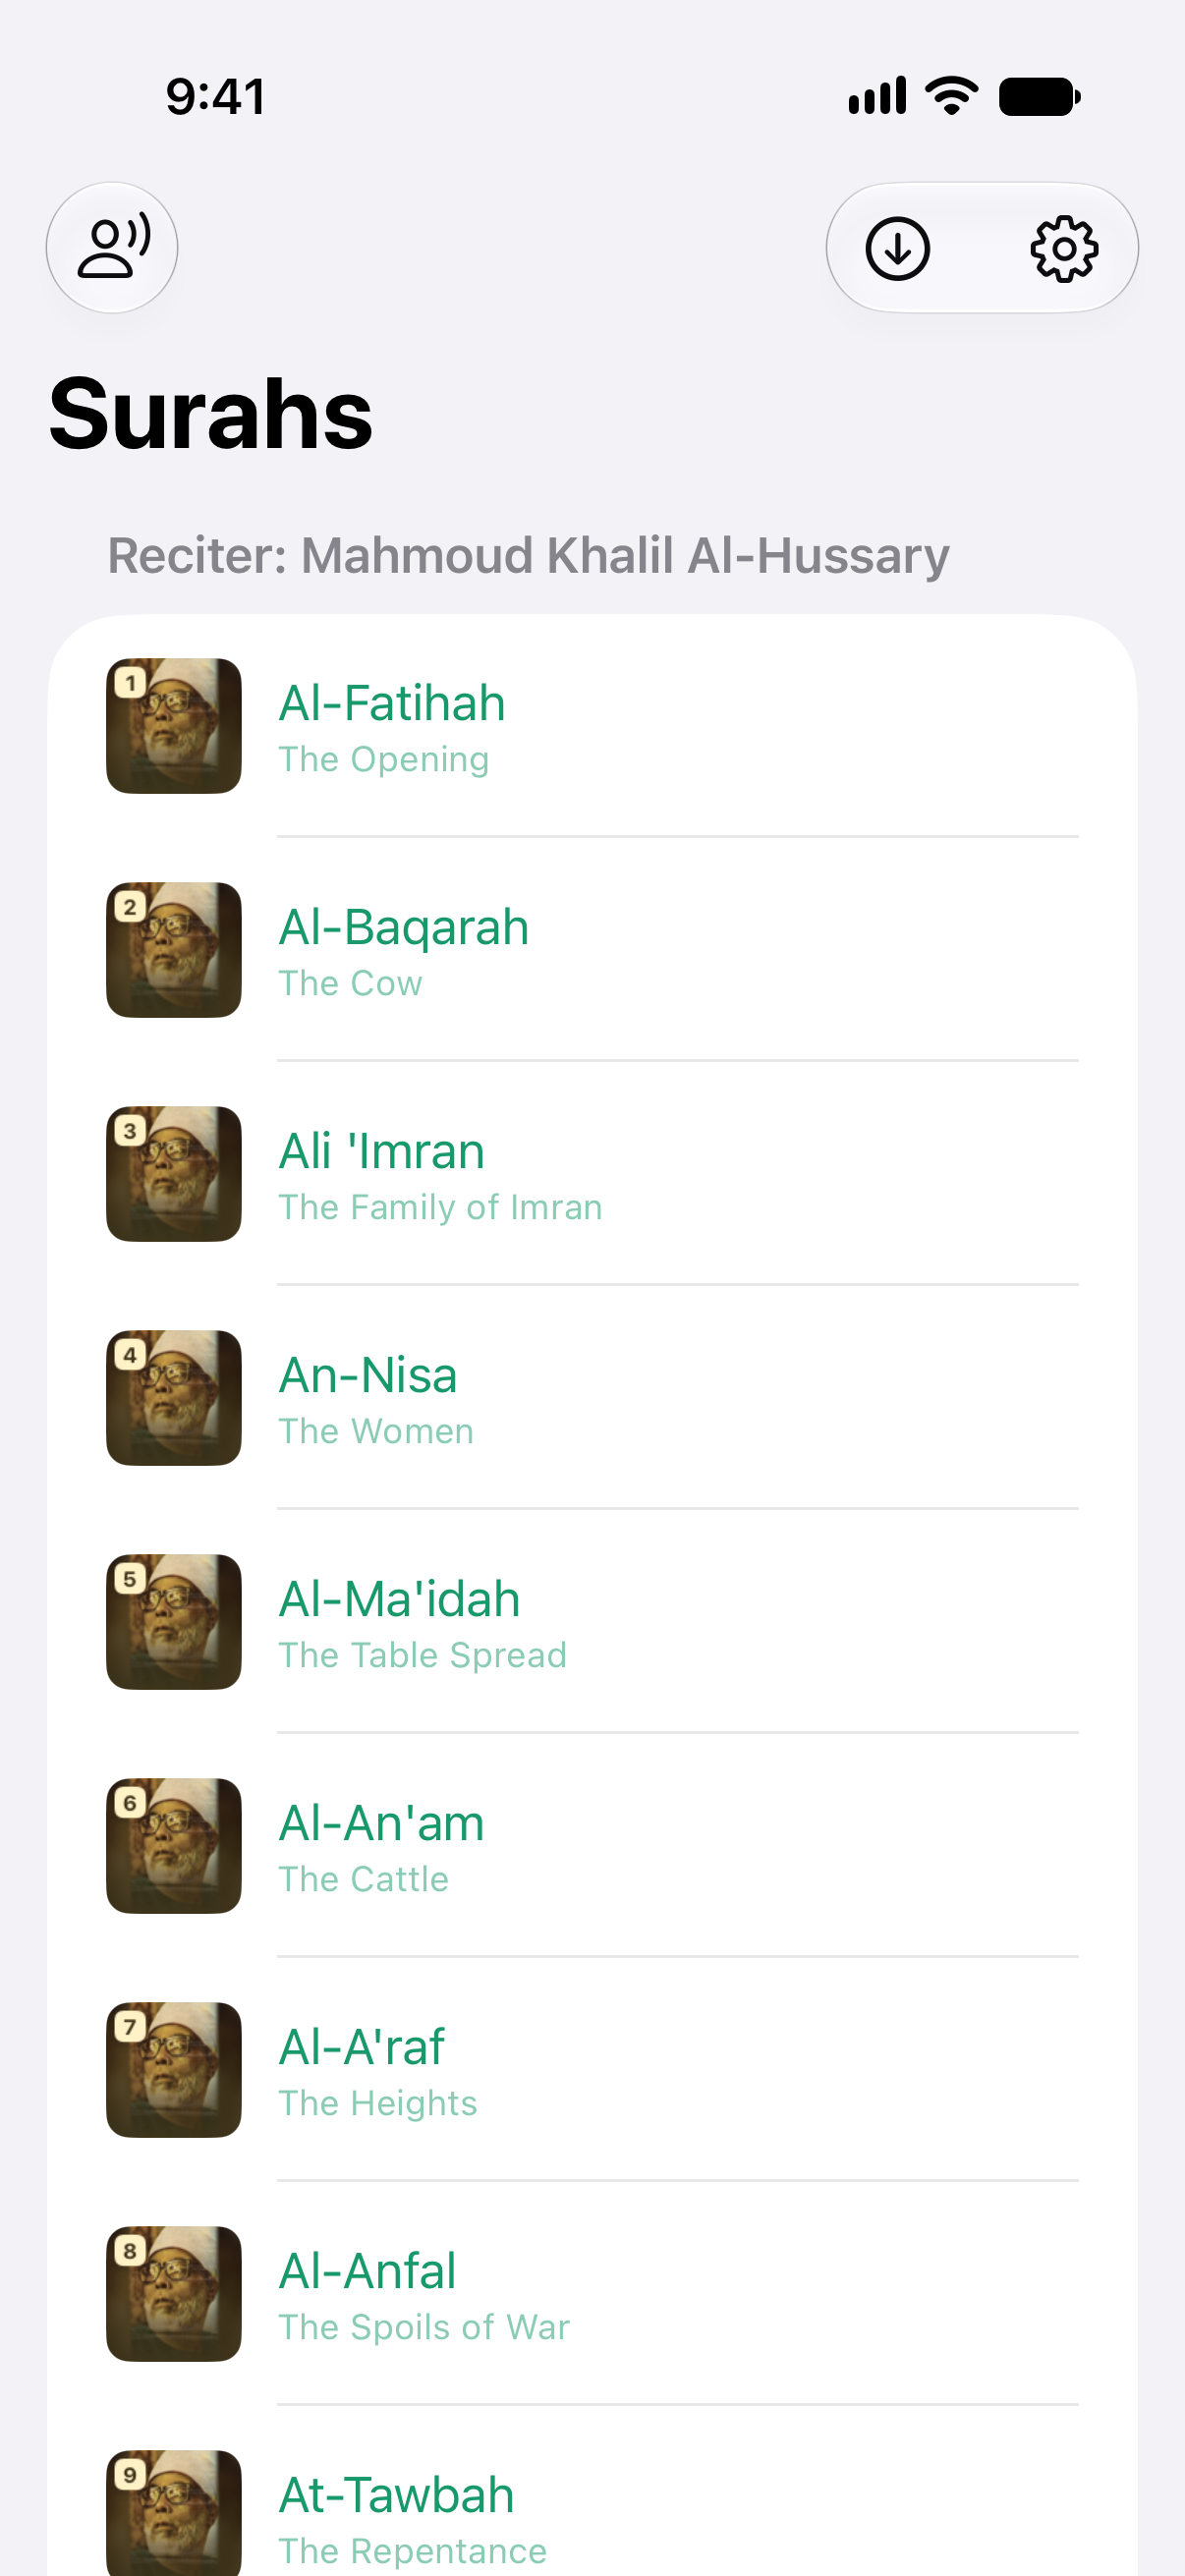 9:41
Surahs
Reciter: Mahmoud Khalil Al-Hussary
1
Al-Fatihah
The Opening
2
Al-Baqarah
The Cow
3
Ali 'Imran
The Family of Imran
4
An-Nisa
The Women
5
Al-Ma'idah
The Table Spread
6
Al-An'am
The Cattle
7
Al-A'raf
The Heights
8
Al-Anfal
The Spoils of War
9
At-Tawbah
The Repentance